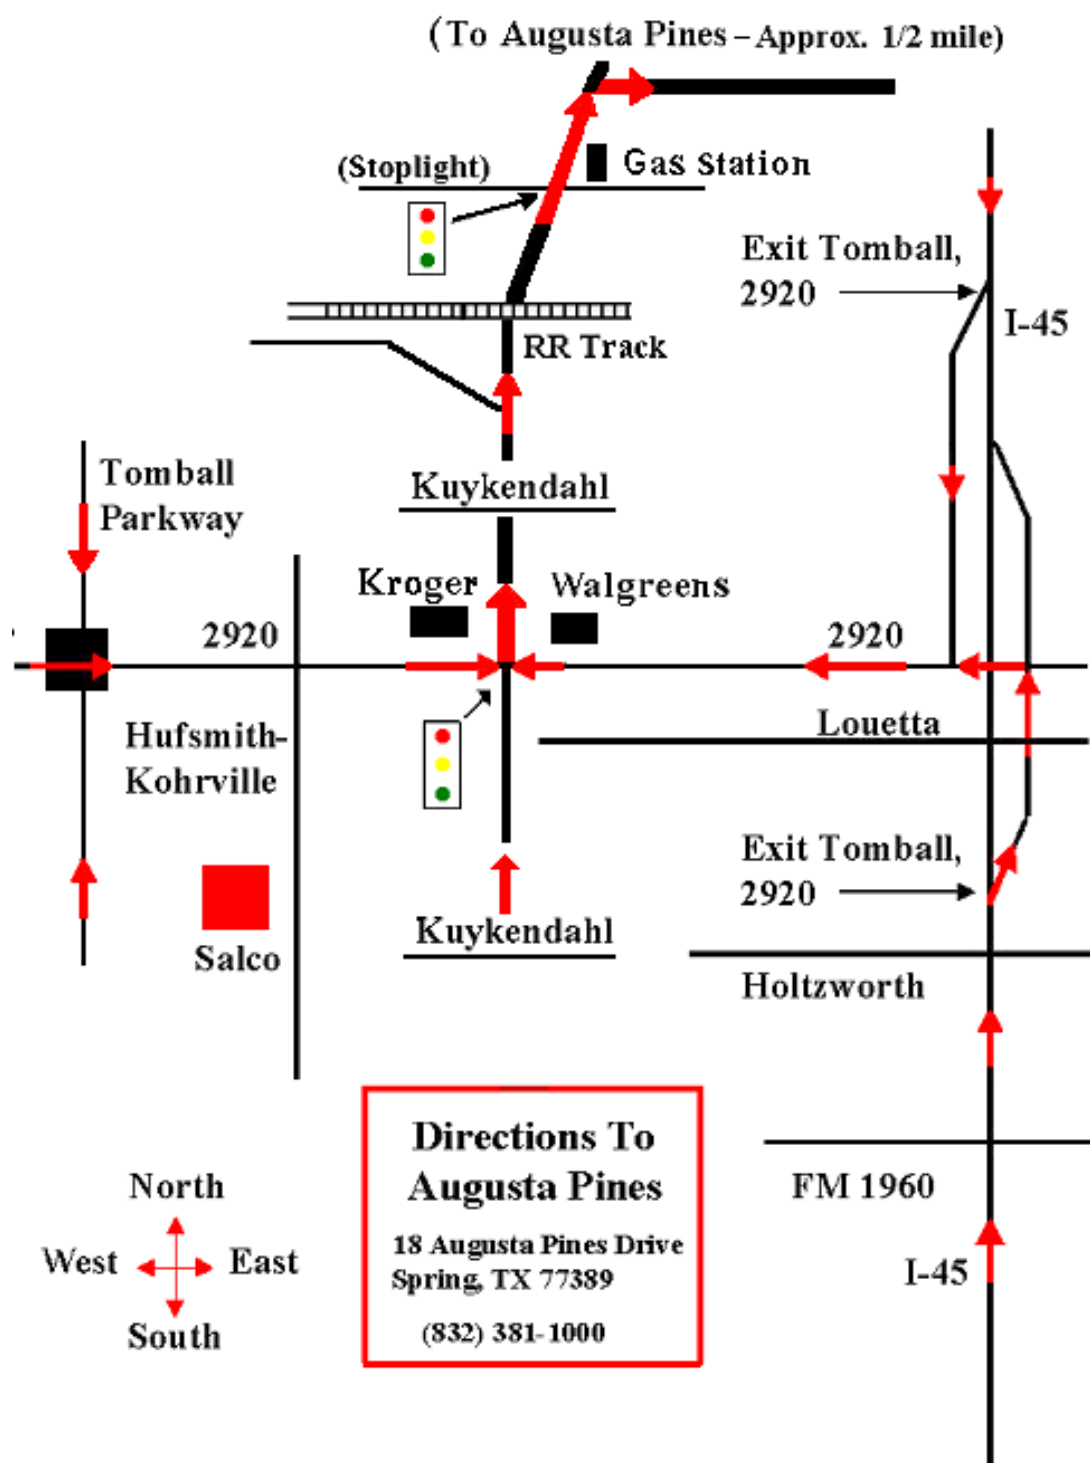 (To Augusta Pines – Approx. 1/2 mile)
(Stoplight)
Gas Station
Exit Tomball,
2920
I-45
RR Track
Tomball
Parkway
Kuykendahl
Kroger
Walgreens
2920
2920
Hufsmith-
Kohrville
Louetta
Exit Tomball,
2920
Salco
Kuykendahl
Holtzworth
FM 1960
I-45
North
West
East
South
Directions To
Augusta Pines
18 Augusta Pines Drive
Spring, TX 77389
(832) 381-1000